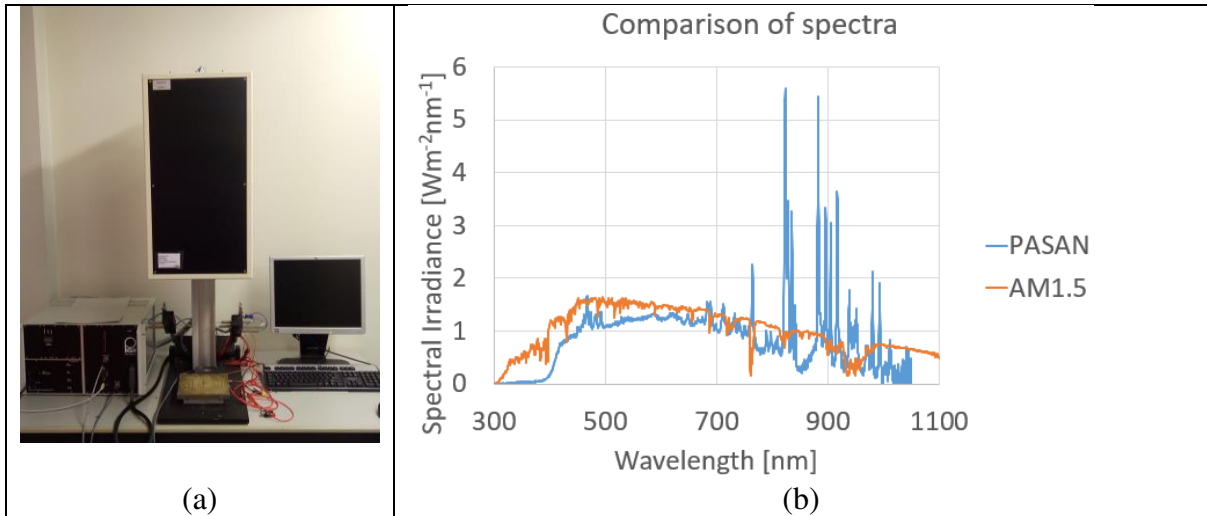 Comparison of spectra
Spectral Irradiance [Wm-2nm-1]
6
5
4
3
2
1
0
300 500 700 900 1100
Wavelength [nm]
PASAN
AM1.5
(a)
(b)